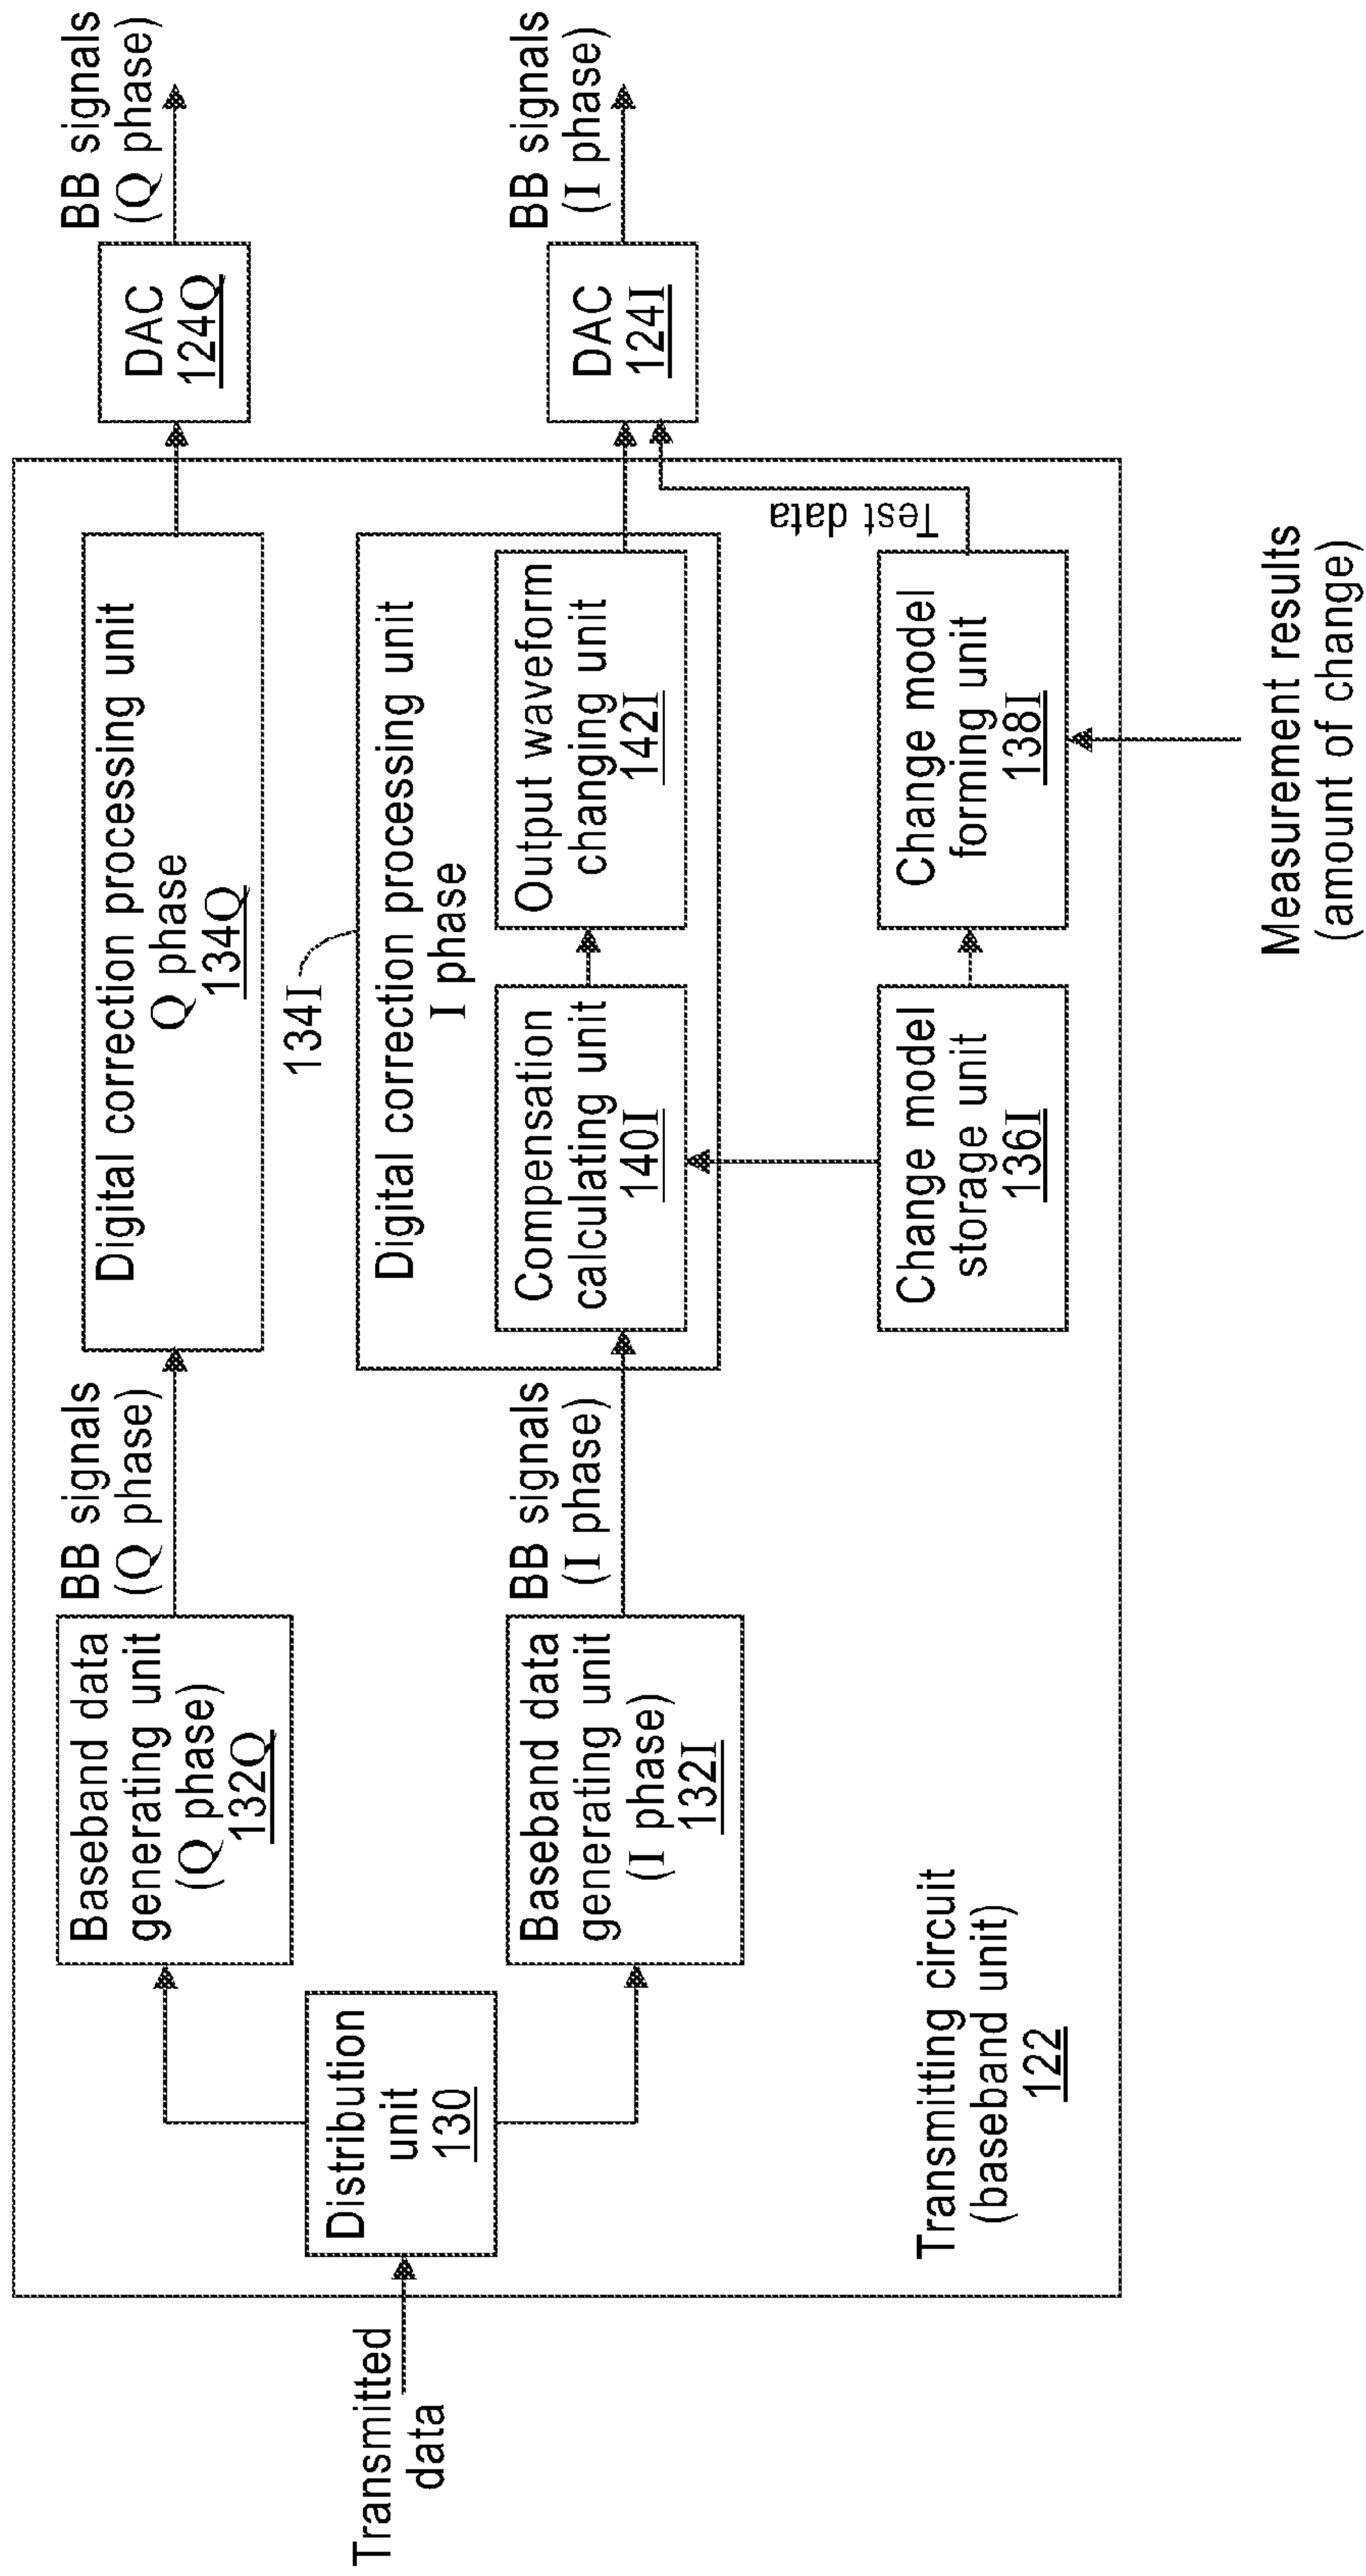 Transmitted
data
Distribution
unit
130
Baseband data
generating unit
(Q phase)
132Q
BB signals
(Q phase)
Digital correction processing unit
Q phase
134Q
DAC
124Q
BB signals
(Q phase)
Baseband data
generating unit
(I phase)
132I
BB signals
(I phase)
134I
Digital correction processing unit
I phase
Compensation
calculating unit
140I
Output waveform
changing unit
142I
DAC
124I
BB signals
(I phase)
Test data
Change model
storage unit
136I
Change model
forming unit
138I
Transmitting circuit
(baseband unit)
122
Measurement results
(amount of change)